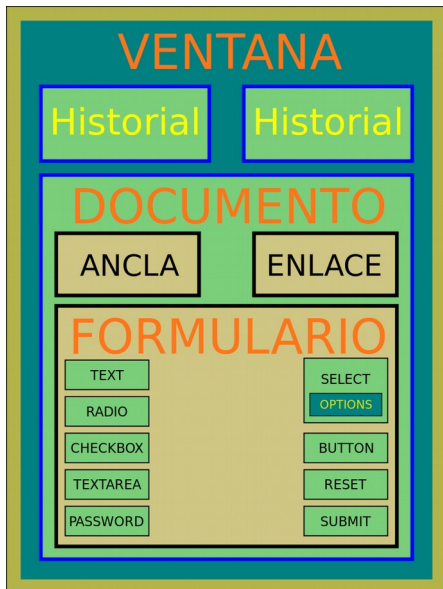 VENTANA
Historial Historial
DOCUMENTO
ANCLA ENLACE
FORMULARIO
TEXT
RADIO
CHECKBOX
TEXTAREA
PASSWORD
SELECT
OPTIONS
BUTTON
RESET
SUBMIT